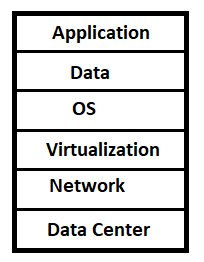 Application
Data
OS
Virtualization
Network
Data Center